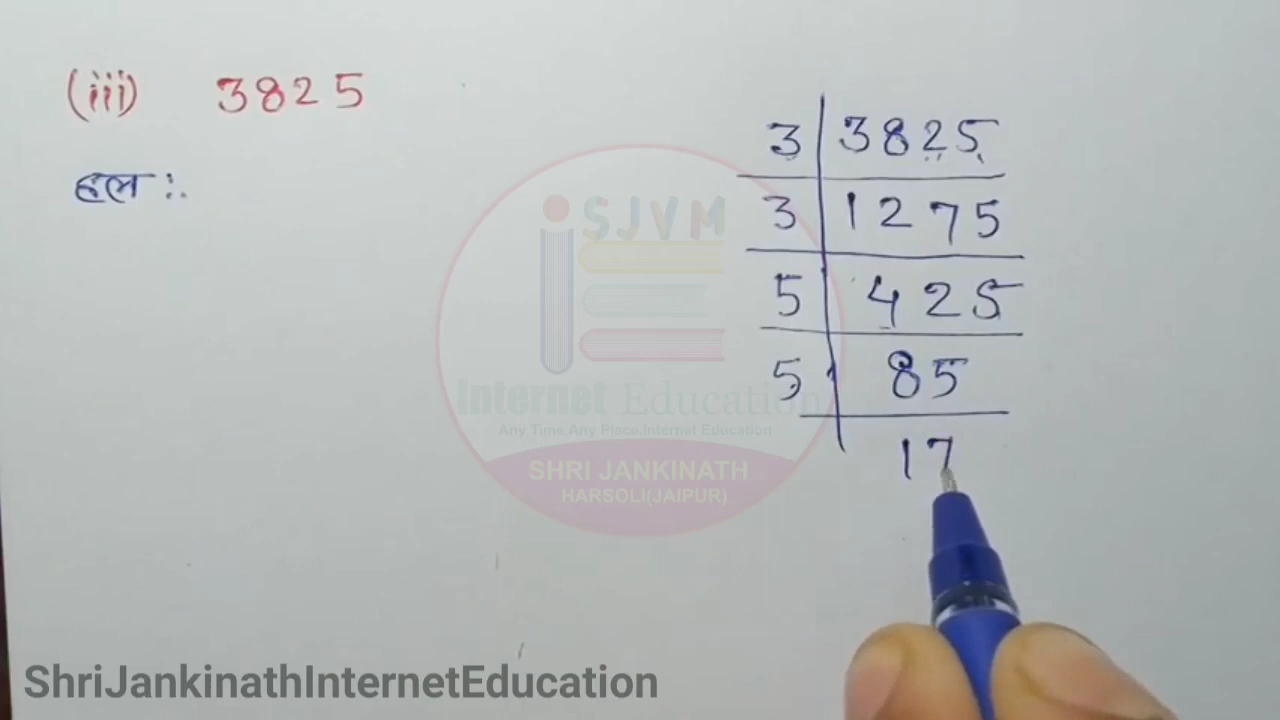 (iii) 3825
हल :.
3 | 3825
3 | 1275
5 | 425
5 | 85
17
SJVM
Internet Education
Any Time,Any Place,Internet Education
SHRI JANKINATH
HARSOLI(JAIPUR)
ShriJankinathInternetEducation